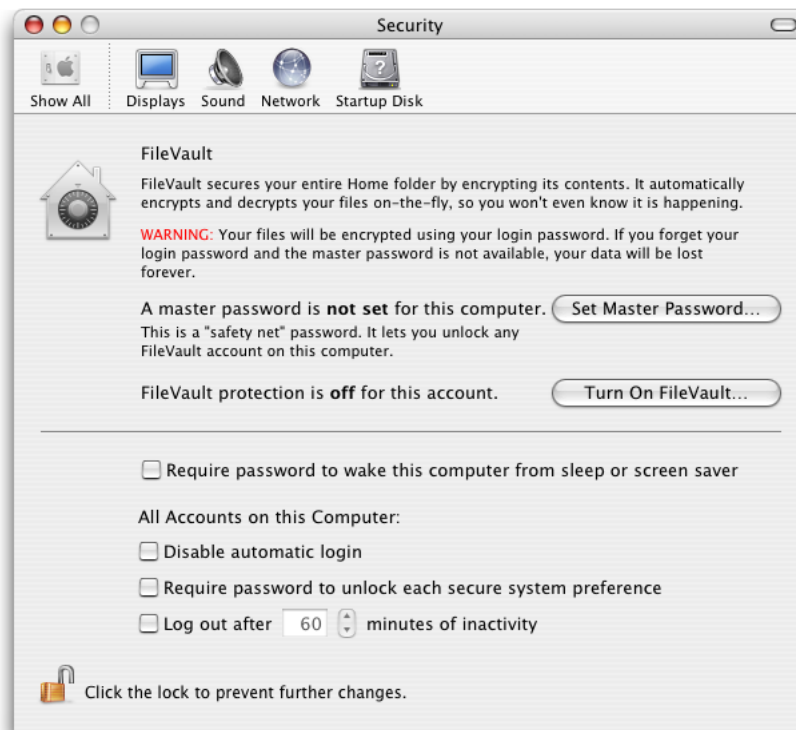 Security
Show All
Displays
Sound
Network
Startup Disk
FileVault
FileVault secures your entire Home folder by encrypting its contents. It automatically
encrypts and decrypts your files on-the-fly, so you won't even know it is happening.
WARNING: Your files will be encrypted using your login password. If you forget your
login password and the master password is not available, your data will be lost
forever.
A master password is not set for this computer.
Set Master Password...
This is a "safety net" password. It lets you unlock any
FileVault account on this computer.
FileVault protection is off for this account.
Turn On FileVault...
Require password to wake this computer from sleep or screen saver
All Accounts on this Computer:
Disable automatic login
Require password to unlock each secure system preference
Log out after 60 minutes of inactivity
Click the lock to prevent further changes.